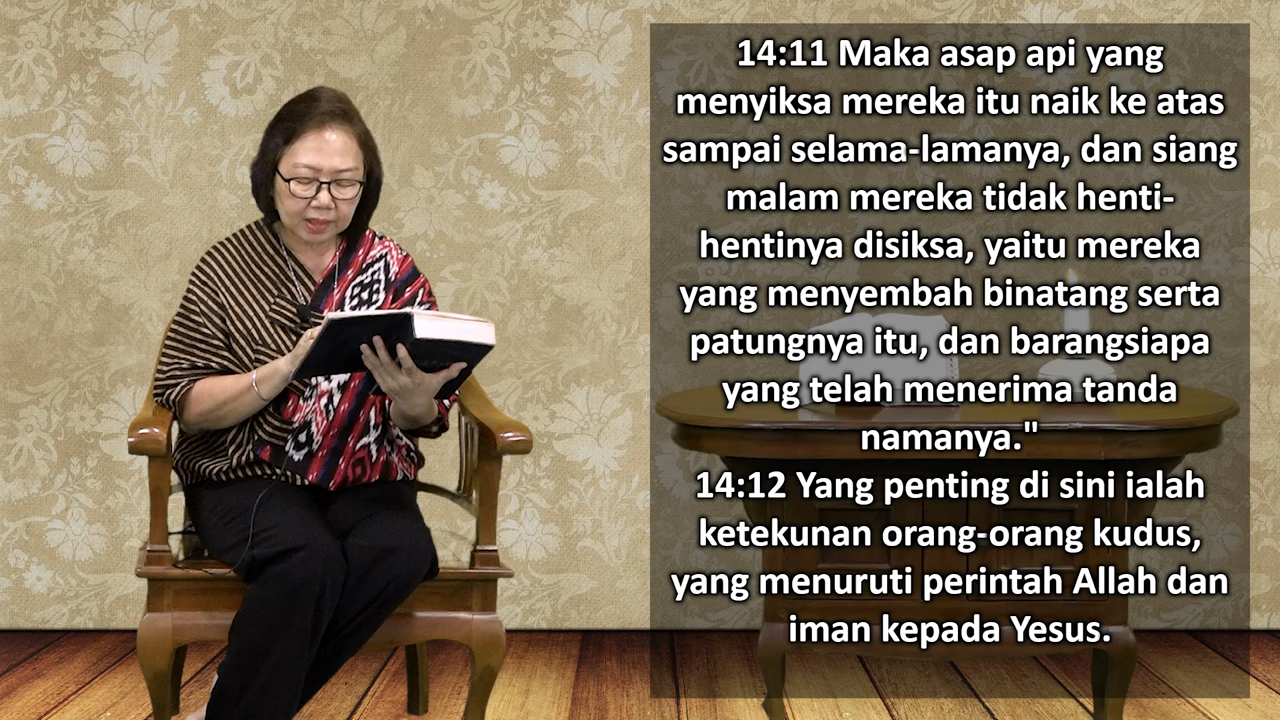 14:11 Maka asap api yang
menyiksa mereka itu naik ke atas
sampai selama-lamanya, dan siang
malam mereka tidak henti-
hentinya disiksa, yaitu mereka
yang menyembah binatang serta
patungnya itu, dan barangsiapa
yang telah menerima tanda
namanya."
14:12 Yang penting di sini ialah
ketekunan orang-orang kudus,
yang menuruti perintah Allah dan
iman kepada Yesus.